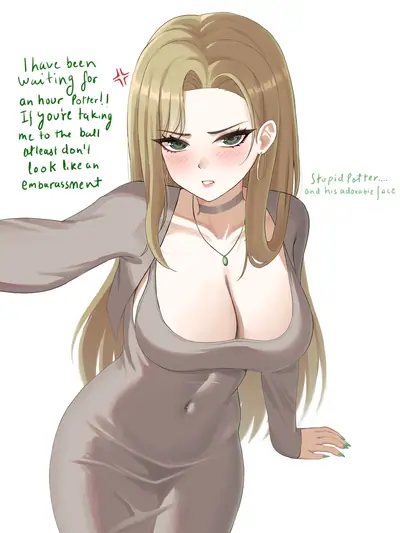 I have been
waiting for
an hour Potter!!
If you're taking
me to the ball
atleast don't
look like an
embarassment
Stupid Potter....
and his adorable face